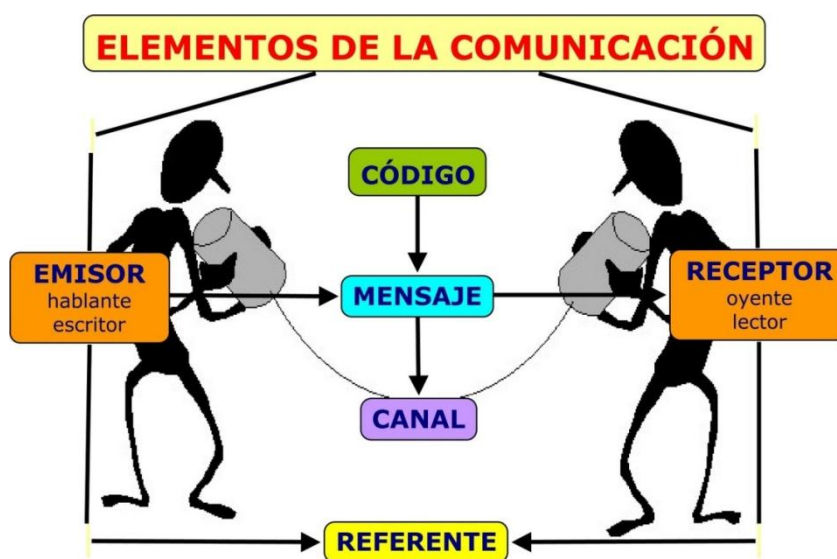 ELEMENTOS DE LA COMUNICACIÓN
CÓDIGO
EMISOR
hablante
escritor
MENSAJE
RECEPTOR
oyente
lector
CANAL
REFERENTE